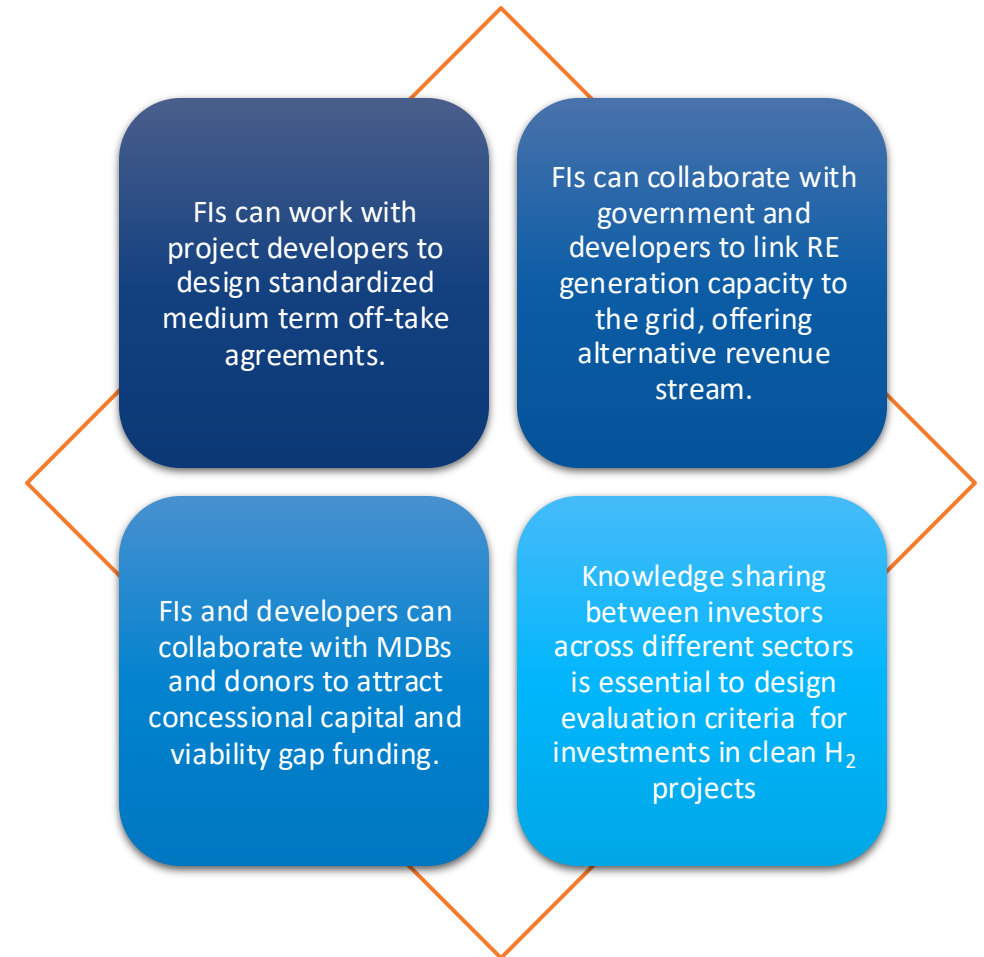 FIs can work with
project developers to
design standardized
medium term off-take
agreements.
FIs can collaborate with
government and
developers to link RE
generation capacity to
the grid, offering
alternative revenue
stream.
FIs and developers can
collaborate with MDBs
and donors to attract
concessional capital and
viability gap funding.
Knowledge sharing
between investors
across different sectors
is essential to design
evaluation criteria  for
investments in clean H₂
projects